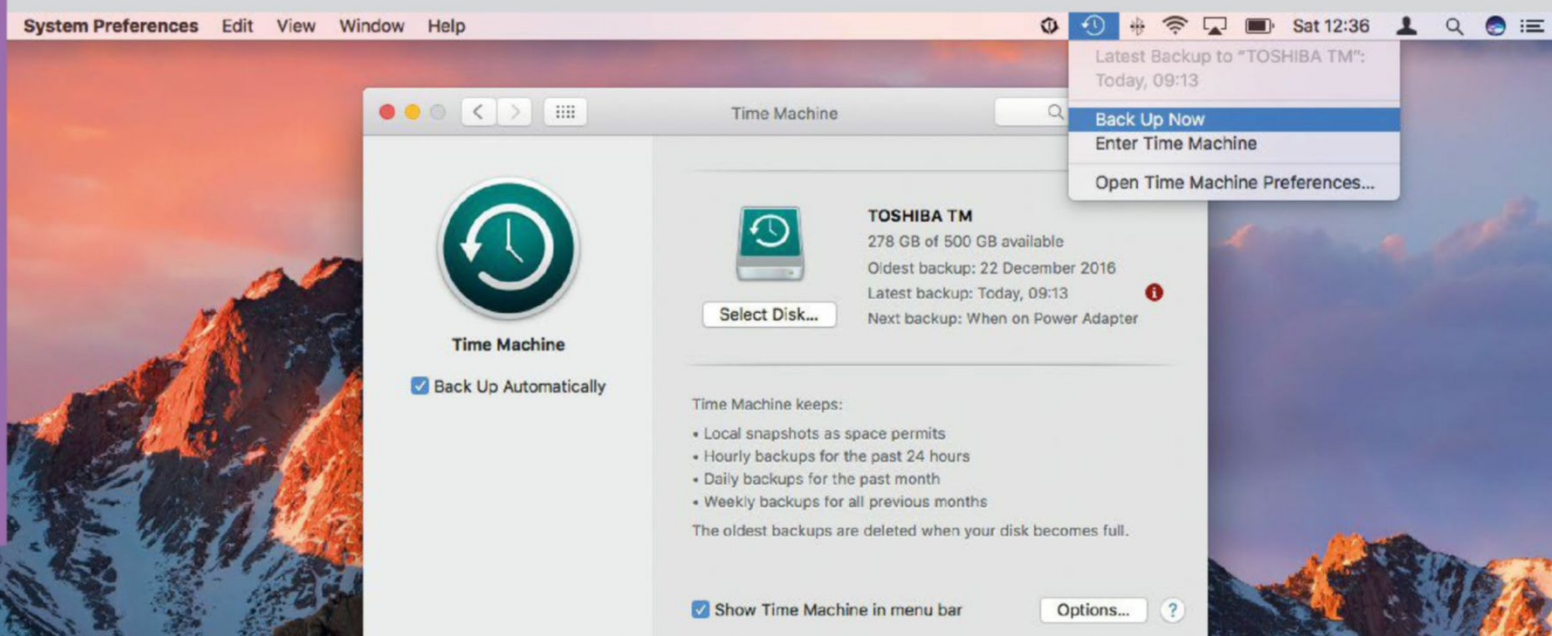 System Preferences Edit View Window Help Sat 12:36
Latest Backup to “TOSHIBA TM”:
Today, 09:13
Back Up Now
Enter Time Machine
Open Time Machine Preferences...
Time Machine
Time Machine
Back Up Automatically
TOSHIBA TM
278 GB of 500 GB available
Oldest backup: 22 December 2016
Latest backup: Today, 09:13
Next backup: When on Power Adapter
Select Disk...
Time Machine keeps:
• Local snapshots as space permits
• Hourly backups for the past 24 hours
• Daily backups for the past month
• Weekly backups for all previous months
The oldest backups are deleted when your disk becomes full.
Show Time Machine in menu bar
Options... ?